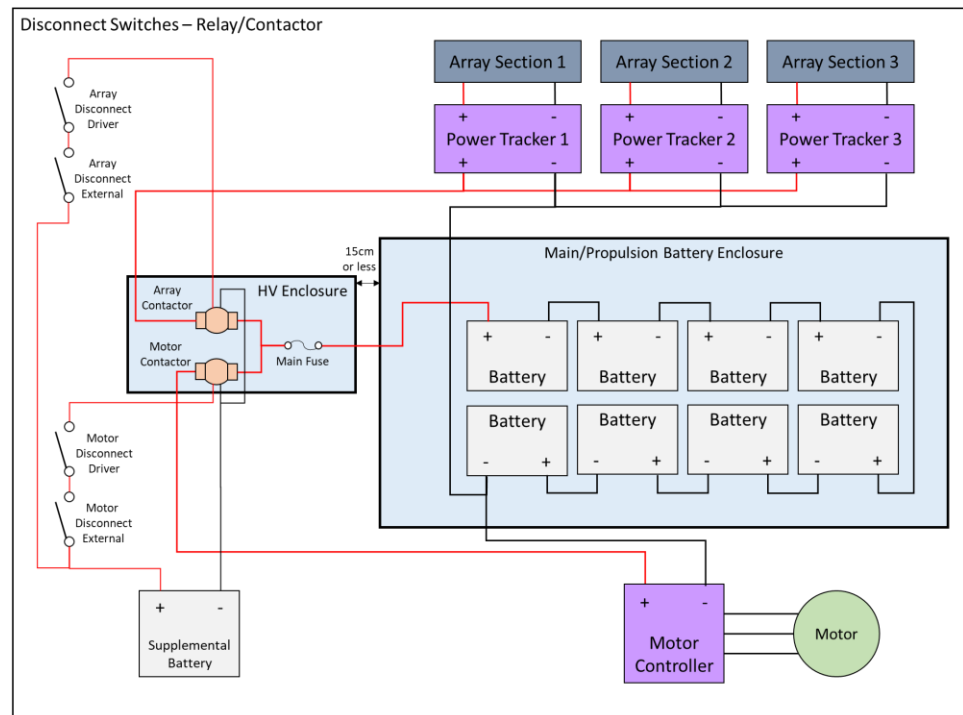 Disconnect Switches – Relay/Contactor
Array Section 1
Array Section 2
Array Section 3
+ -
Power Tracker 1
+ -
+ -
Power Tracker 2
+ -
+ -
Power Tracker 3
+ -
Array
Disconnect
Driver
Array
Disconnect
External
15cm
or less
Main/Propulsion Battery Enclosure
HV Enclosure
Array
Contactor
Motor
Contactor
Main Fuse
+ -
Battery
+ -
Battery
+ -
Battery
+ -
Battery
Battery
- +
Battery
- +
Battery
- +
Battery
- +
Motor
Disconnect
Driver
Motor
Disconnect
External
+ -
Supplemental
Battery
+ -
Motor
Controller
Motor